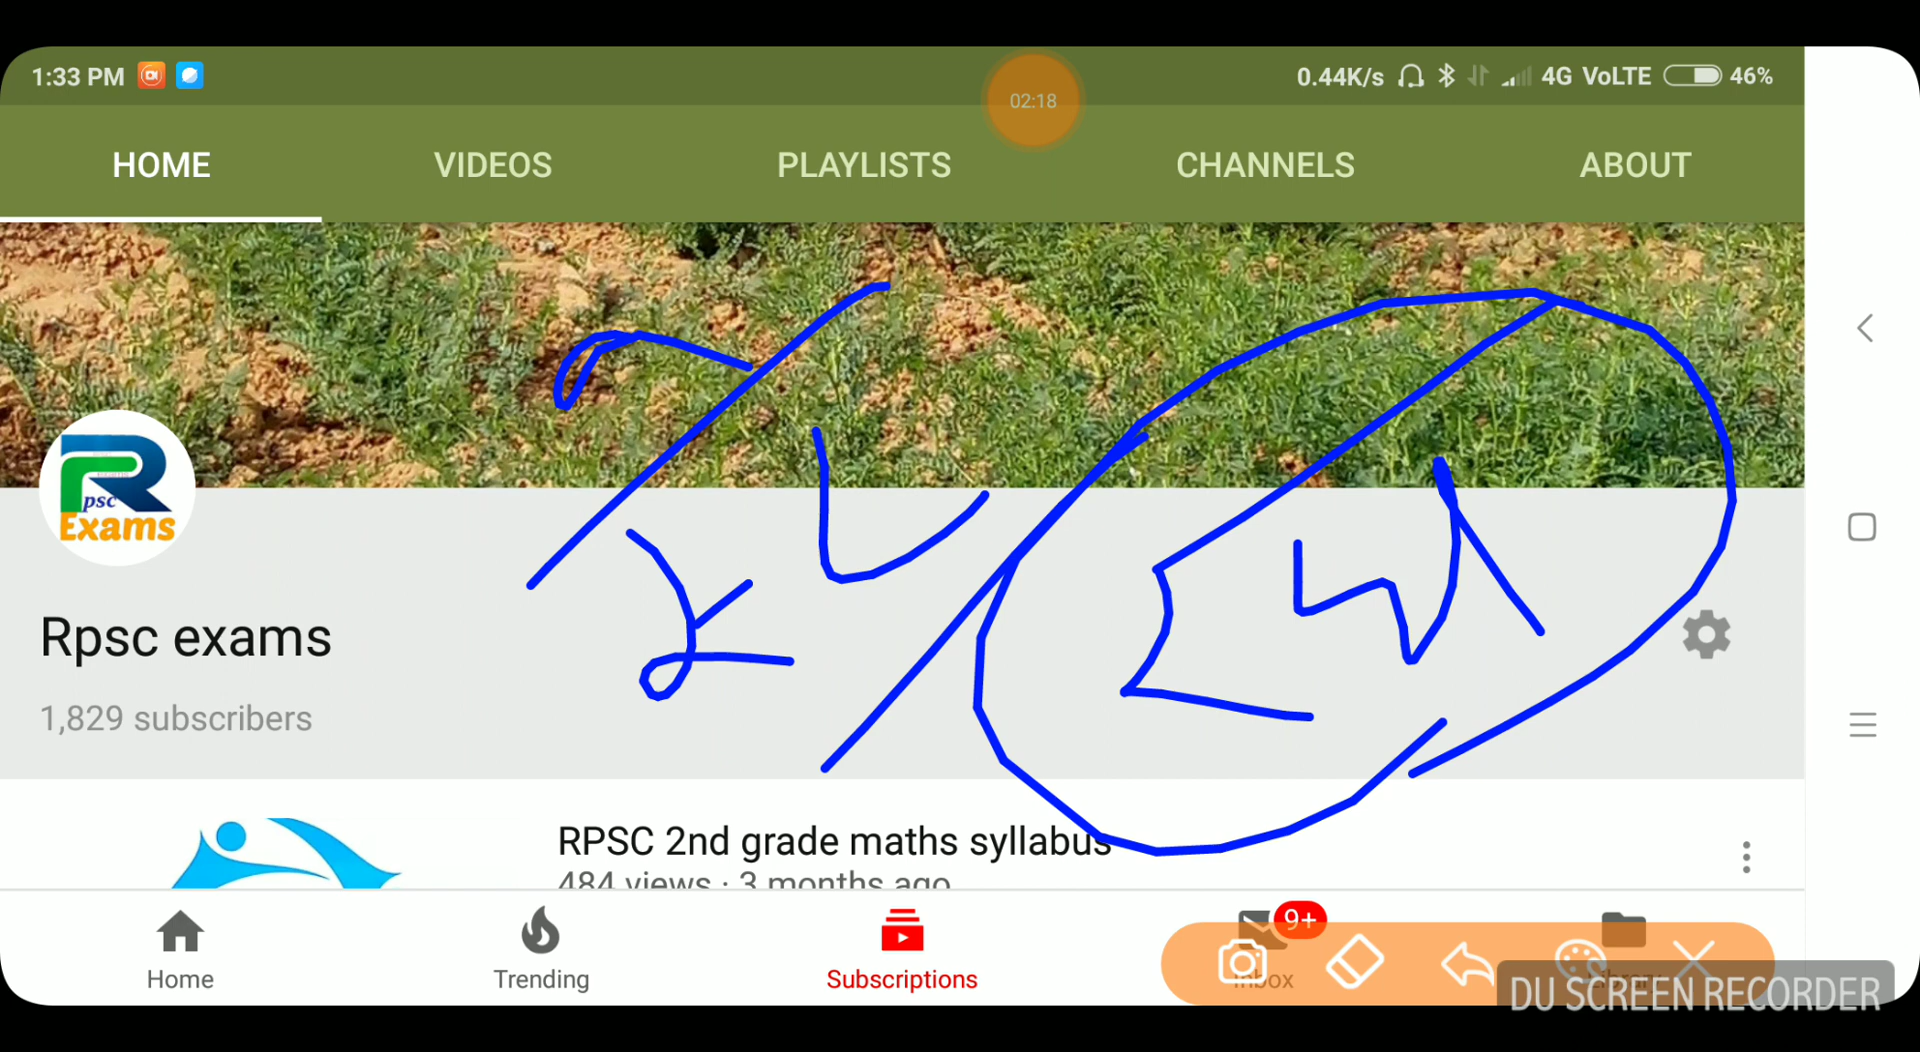 1:33 PM 0.44K/s 4G VoLTE 46%
02:18
HOME VIDEOS PLAYLISTS CHANNELS ABOUT
psc
Exams
Rpsc exams
1,829 subscribers
RPSC 2nd grade maths syllabus
484 views · 3 months ago
9+
Home Trending Subscriptions Inbox Library
DU SCREEN RECORDER